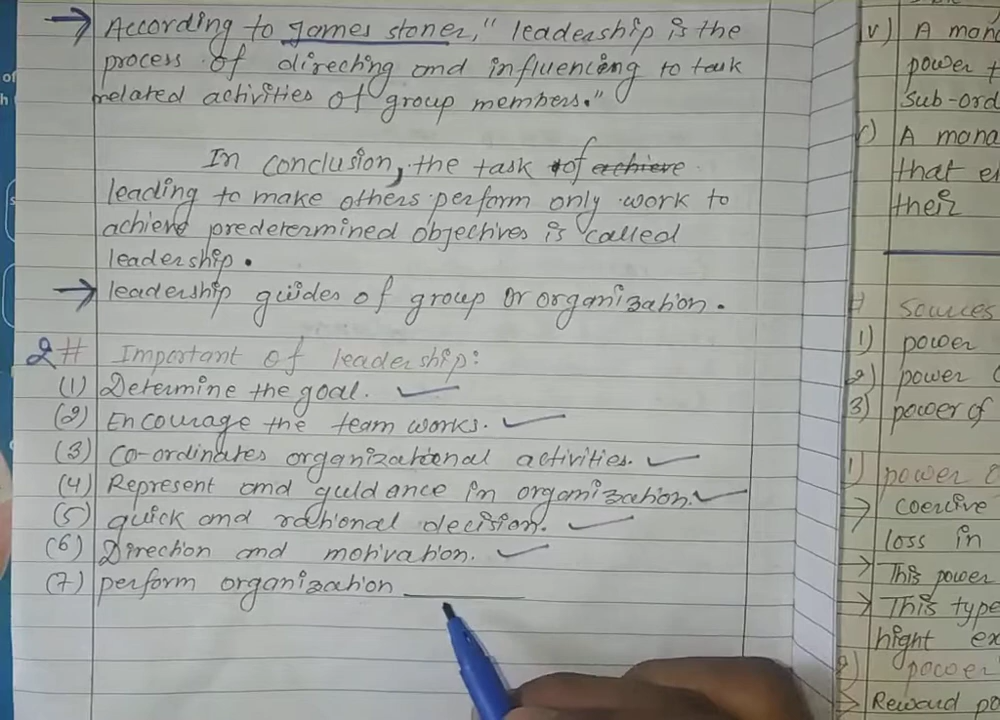 → According to games stoner, " leadership is the
process of directing and influencing to task
related activities of group members."
In conclusion, the task of achieve
leading to make others perform only work to
achieve predetermined objectives is called
leadership.
→ leadership guides of group or organization.
2# Important of leadership:
(1) Determine the goal.
(2) Encourage the team works.
(3) Co-ordinates organizational activities.
(4) Represent and guidance in organization.
(5) quick and rational decision.
(6) Direction and motivation.
(7) perform organization ______
v) A mana
power
sub-ord
A mana
that e
their
# Sources
1) power
2) power
3) power of
1) power
→ coercive
loss in
→ This power
→ This type
hight ex
2) power
→ Reward po
of
h
s